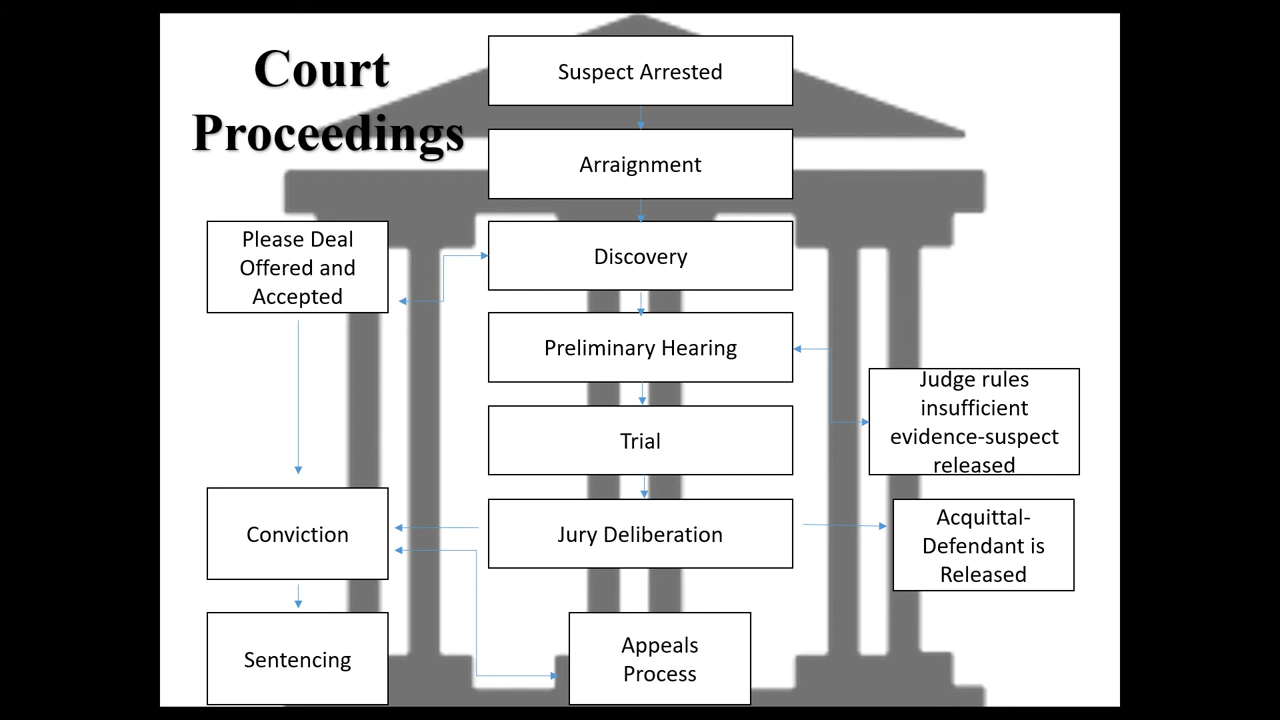 Court
Proceedings
Suspect Arrested
Arraignment
Please Deal
Offered and
Accepted
Discovery
Preliminary Hearing
Judge rules
insufficient
evidence-suspect
released
Trial
Conviction
Jury Deliberation
Acquittal-
Defendant is
Released
Sentencing
Appeals
Process